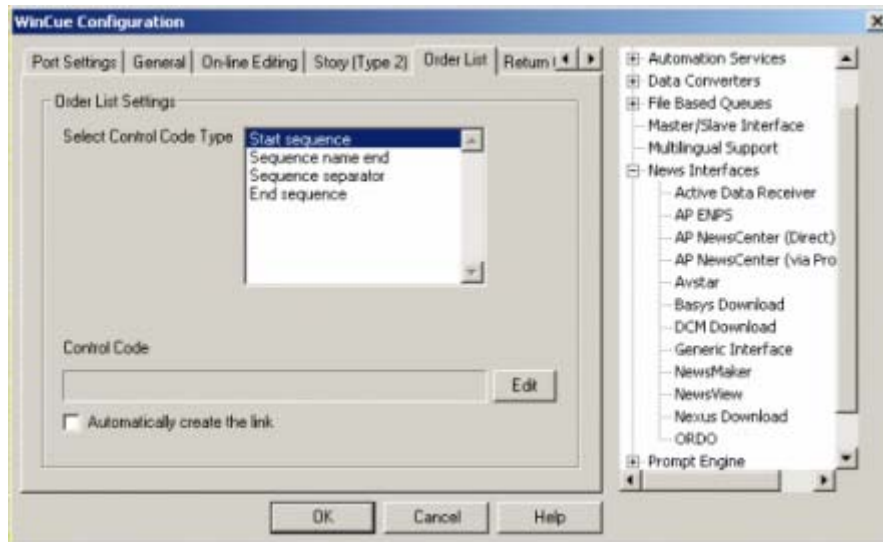 WinCue Configuration
Port Settings
General
On-line Editing
Story (Type 2)
Order List
Return
Order List Settings
Select Control Code Type
Start sequence
Sequence name end
Sequence separator
End sequence
Control Code
Edit
Automatically create the link
OK
Cancel
Help
Automation Services
Data Converters
File Based Queues
Master/Slave Interface
Multilingual Support
News Interfaces
Active Data Receiver
AP ENPS
AP NewsCenter (Direct)
AP NewsCenter (via Pro
Avstar
Basys Download
DCM Download
Generic Interface
NewsMaker
NewsView
Nexus Download
ORDO
Prompt Engine